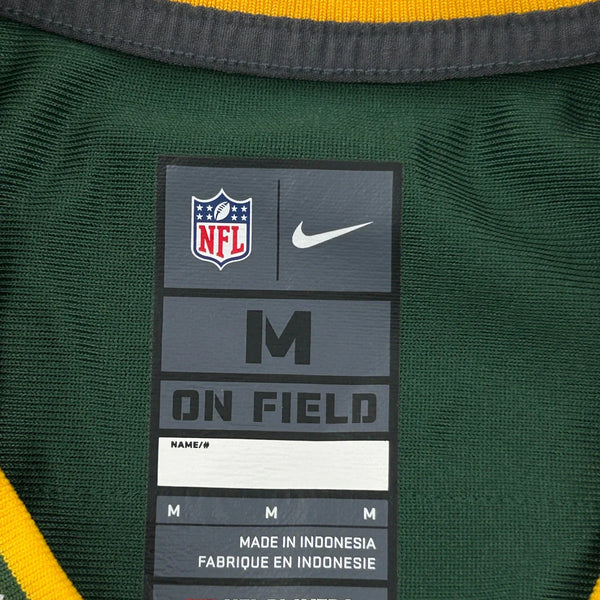 NFL
M
ON FIELD
NAME/#
M M M
MADE IN INDONESIA
FABRIQUE EN INDONESIE